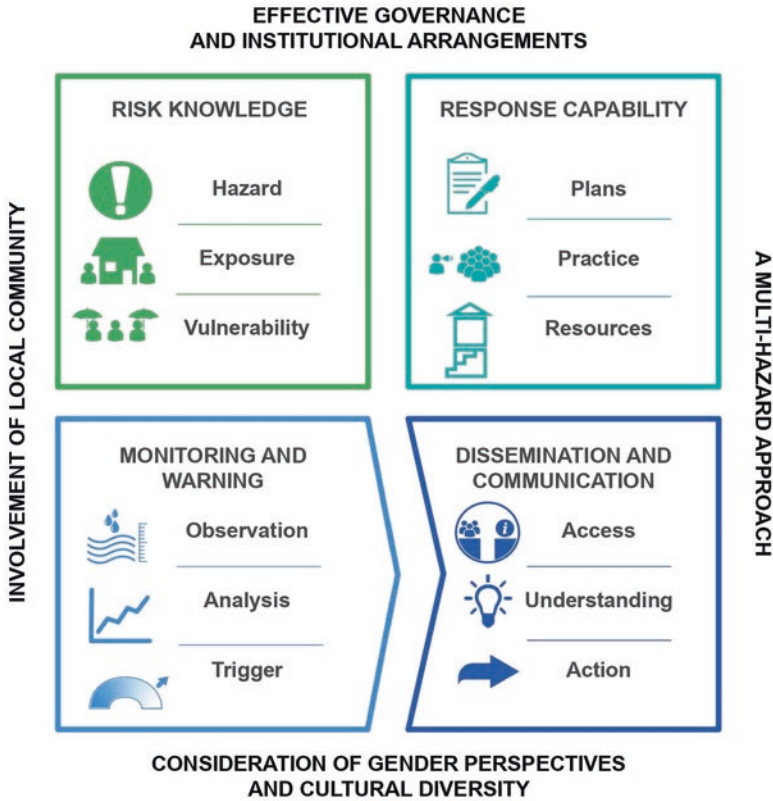 EFFECTIVE GOVERNANCE
AND INSTITUTIONAL ARRANGEMENTS
INVOLVEMENT OF LOCAL COMMUNITY
RISK KNOWLEDGE
Hazard
Exposure
Vulnerability
RESPONSE CAPABILITY
Plans
Practice
Resources
MONITORING AND
WARNING
Observation
Analysis
Trigger
DISSEMINATION AND
COMMUNICATION
Access
Understanding
Action
A MULTI-HAZARD APPROACH
CONSIDERATION OF GENDER PERSPECTIVES
AND CULTURAL DIVERSITY